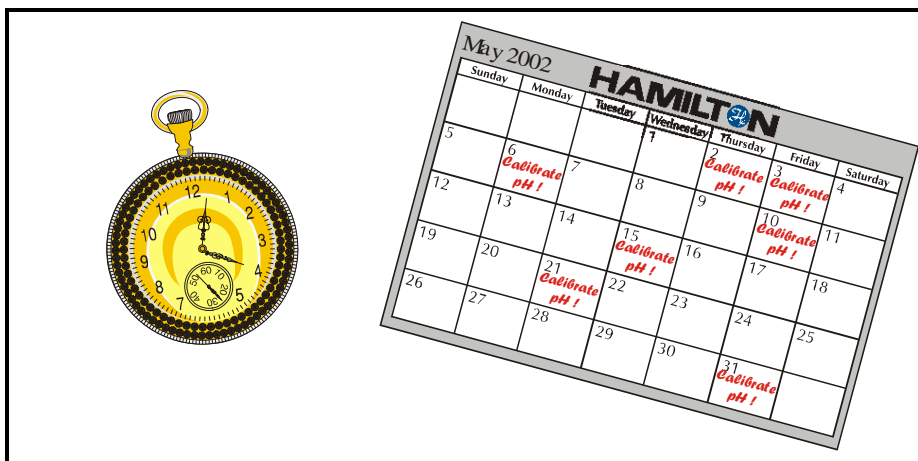 12
1
2
3
4
5
7
8
9
10
11
60
10
20
30
40
50
May 2002
HAMILTON
Sunday Monday Tuesday Wednesday Thursday Friday Saturday
1 2 3 4
Calibrate Calibrate
pH ! pH !
5 6 7 8 9 10 11
Calibrate Calibrate
pH ! pH !
12 13 14 15 16 17 18
Calibrate
pH !
19 20 21 22 23 24 25
Calibrate
pH !
26 27 28 29 30 31
Calibrate
pH !